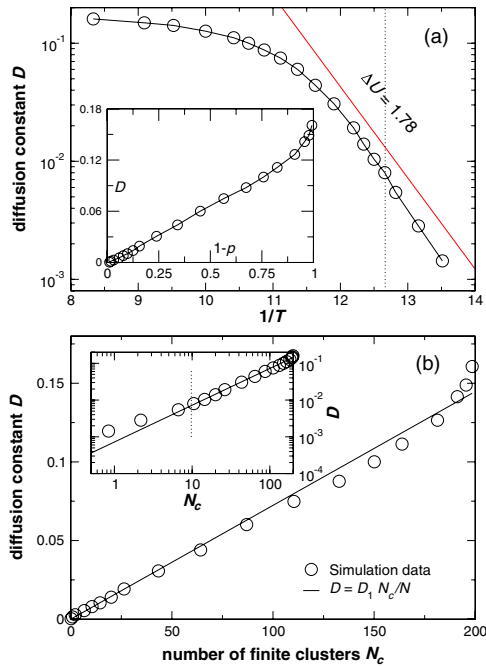 (a)
10⁻¹
10⁻²
10⁻³
diffusion constant D
ΔU = 1.78
0.18
0.12
D
0.06
0
0
0.25
0.5
0.75
1
1-p
8
9
10
11
12
13
14
1/T
(b)
0.15
0.1
0.05
0
diffusion constant D
10⁻¹
10⁻²
10⁻³
10⁻⁴
D
1
10
100
N_c
Simulation data
D = D₁ N_c/N
0
50
100
150
200
number of finite clusters N_c